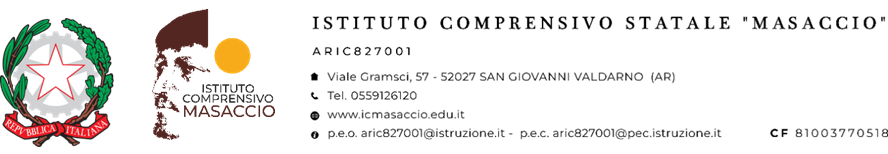 REPVBBLICA ITALIANA
ISTITUTO
COMPRENSIVO
MASACCIO
ISTITUTO COMPRENSIVO STATALE "MASACCIO"
ARIC827001
Viale Gramsci, 57 - 52027 SAN GIOVANNI VALDARNO (AR)
Tel. 0559126120
www.icmasaccio.edu.it
p.e.o. aric827001@istruzione.it - p.e.c. aric827001@pec.istruzione.it CF 81003770518